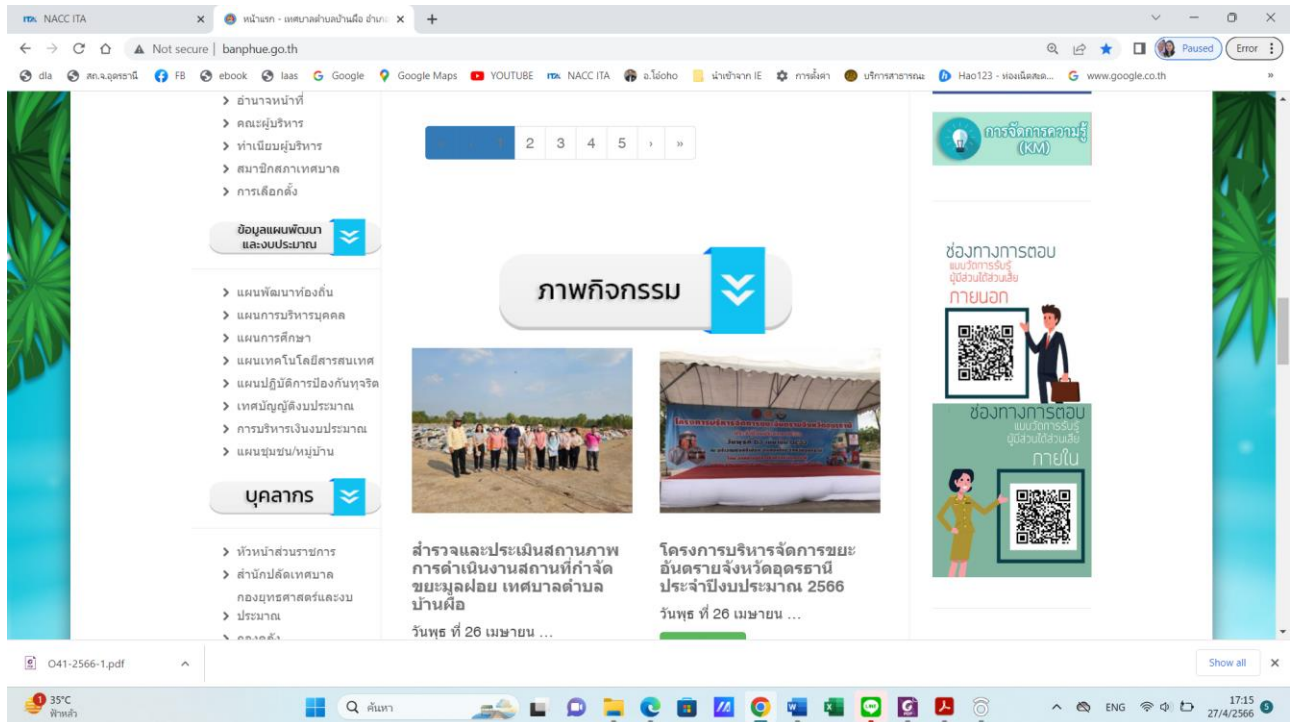 NACC ITA
หน้าแรก - เทศบาลตำบลบ้านผือ อำเภ
Not secure | banphue.go.th
Paused
Error
dla
สถ.จ.อุดรธานี
FB
ebook
laas
Google
Google Maps
YOUTUBE
NACC ITA
อ.ไอ่oho
นำเข้าจาก IE
การตั้งค่า
บริการสาธารณะ
Hao123 - ท่องเน็ตสะด...
www.google.co.th
»
อำนาจหน้าที่
คณะผู้บริหาร
ทำเนียบผู้บริหาร
สมาชิกสภาเทศบาล
การเลือกตั้ง
ข้อมูลแผนพัฒนา
และงบประมาณ
แผนพัฒนาท้องถิ่น
แผนการบริหารบุคคล
แผนการศึกษา
แผนเทคโนโลยีสารสนเทศ
แผนปฏิบัติการป้องกันทุจริต
เทศบัญญัติงบประมาณ
การบริหารเงินงบประมาณ
แผนชุมชน/หมู่บ้าน
บุคลากร
หัวหน้าส่วนราชการ
สำนักปลัดเทศบาล
กองยุทธศาสตร์และงบ
ประมาณ
« ‹ 1 2 3 4 5 › »
ภาพกิจกรรม
สำรวจและประเมินสถานภาพ
การดำเนินงานสถานที่กำจัด
ขยะมูลฝอย เทศบาลตำบล
บ้านผือ
วันพุธ ที่ 26 เมษายน ...
โครงการบริหารจัดการขยะ
อันตรายจังหวัดอุดรธานี
ประจำปีงบประมาณ 2566
วันพุธ ที่ 26 เมษายน ...
การจัดการความรู้
(KM)
ช่องทางการตอบ
แบบวัดการรับรู้
ผู้มีส่วนได้ส่วนเสีย
ภายนอก
ช่องทางการตอบ
แบบวัดการรับรู้
ผู้มีส่วนได้ส่วนเสีย
ภายใน
O41-2566-1.pdf
Show all
35°C
ฟ้าหลัว
ค้นหา
ENG
17:15
27/4/2566
5